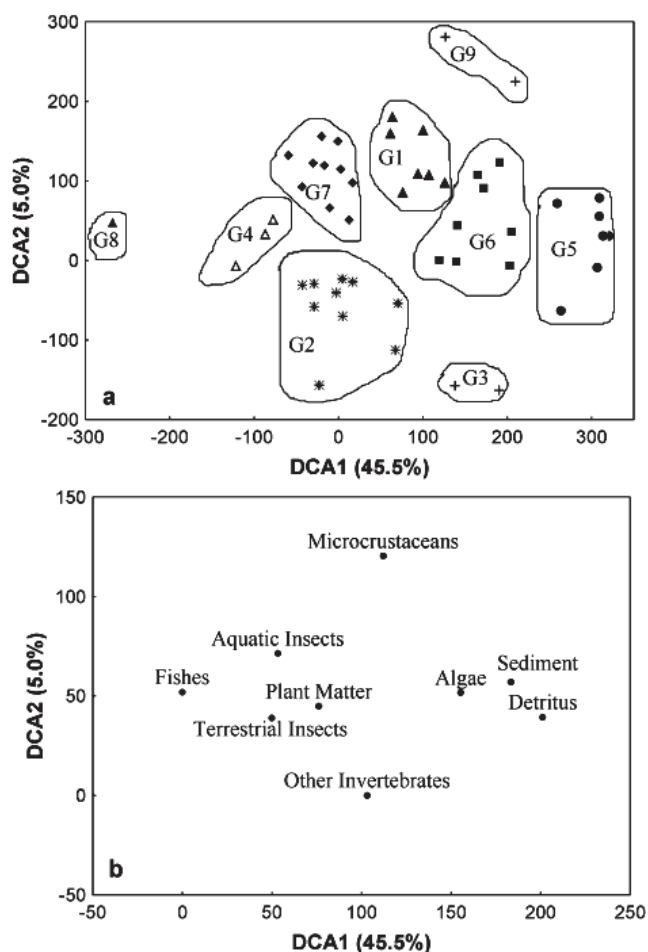 300
200
100
0
-100
-200
DCA2 (5.0%)
G9
G1
G7
G4
G8
G6
G5
G2
G3
a
-300 -200 -100 0 100 200 300
DCA1 (45.5%)
150
100
50
0
-50
DCA2 (5.0%)
Microcrustaceans
Aquatic Insects
Fishes
Plant Matter
Algae
Sediment
Detritus
Terrestrial Insects
Other Invertebrates
b
-50 0 50 100 150 200 250
DCA1 (45.5%)